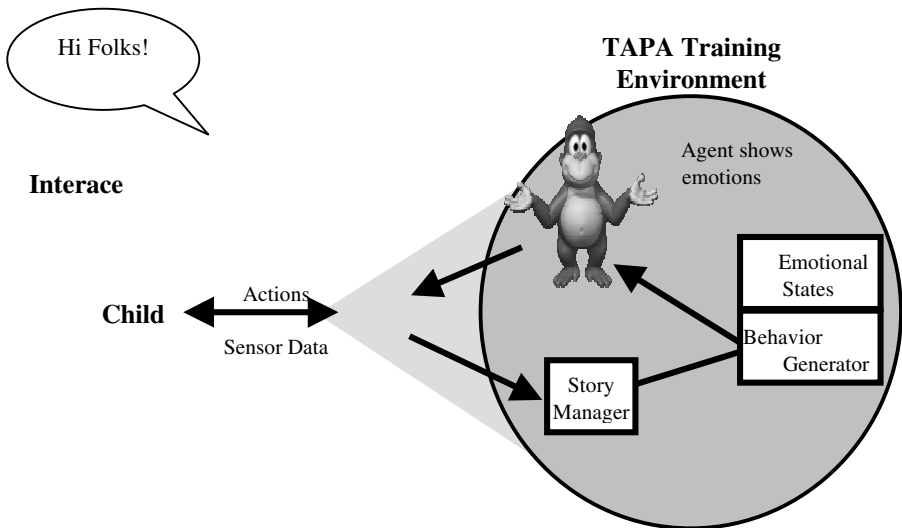 Hi Folks!
TAPA Training
Environment
Agent shows
emotions
Interace
Emotional
States
Child
Actions
Sensor Data
Behavior
Generator
Story
Manager